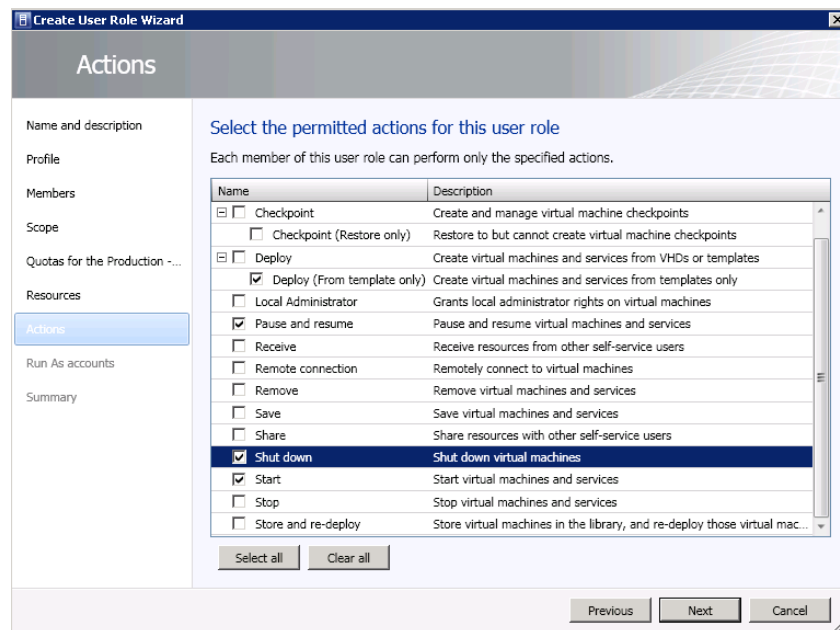 Create User Role Wizard
Actions
Name and description
Profile
Members
Scope
Quotas for the Production -...
Resources
Actions
Run As accounts
Summary
Select the permitted actions for this user role
Each member of this user role can perform only the specified actions.
Name Description
Checkpoint Create and manage virtual machine checkpoints
Checkpoint (Restore only) Restore to but cannot create virtual machine checkpoints
Deploy Create virtual machines and services from VHDs or templates
Deploy (From template only) Create virtual machines and services from templates only
Local Administrator Grants local administrator rights on virtual machines
Pause and resume Pause and resume virtual machines and services
Receive Receive resources from other self-service users
Remote connection Remotely connect to virtual machines
Remove Remove virtual machines and services
Save Save virtual machines and services
Share Share resources with other self-service users
Shut down Shut down virtual machines
Start Start virtual machines and services
Stop Stop virtual machines and services
Store and re-deploy Store virtual machines in the library, and re-deploy those virtual mac...
Select all Clear all
Previous Next Cancel